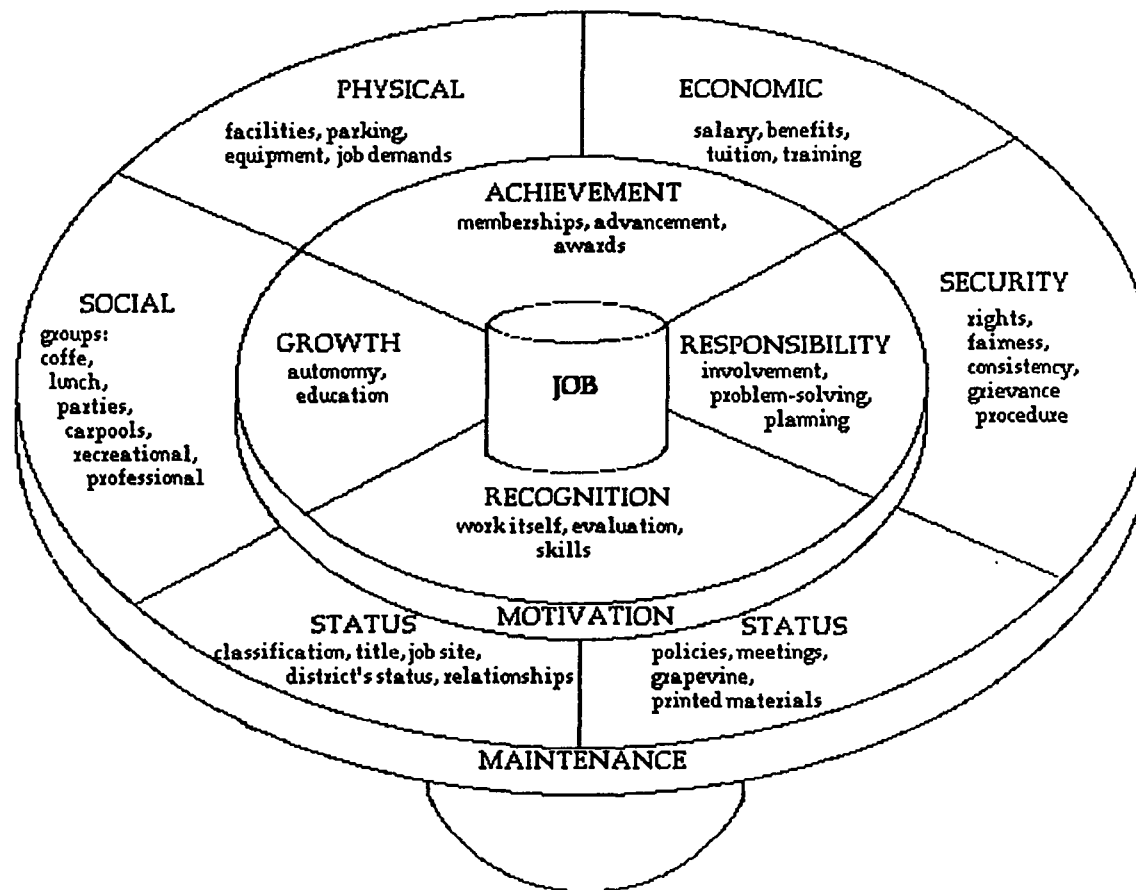 PHYSICAL
facilities, parking,
equipment, job demands
ECONOMIC
salary, benefits,
tuition, training
ACHIEVEMENT
memberships, advancement,
awards
SOCIAL
groups:
coffe,
lunch,
parties,
carpools,
recreational,
professional
GROWTH
autonomy,
education
JOB
RESPONSIBILITY
involvement,
problem-solving,
planning
SECURITY
rights,
fairness,
consistency,
grievance
procedure
RECOGNITION
work itself, evaluation,
skills
MOTIVATION
STATUS
classification, title, job site,
district's status, relationships
STATUS
policies, meetings,
grapevine,
printed materials
MAINTENANCE